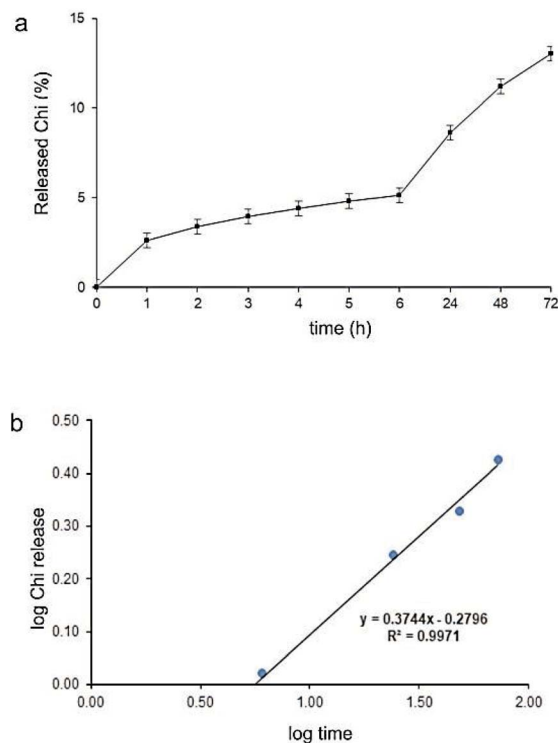 a
15
10
5
0
Released Chi (%)
0 1 2 3 4 5 6 24 48 72
time (h)
b
0.50
0.40
0.30
0.20
0.10
0.00
log Chi release
y = 0.3744x - 0.2796
R² = 0.9971
0.00 0.50 1.00 1.50 2.00
log time